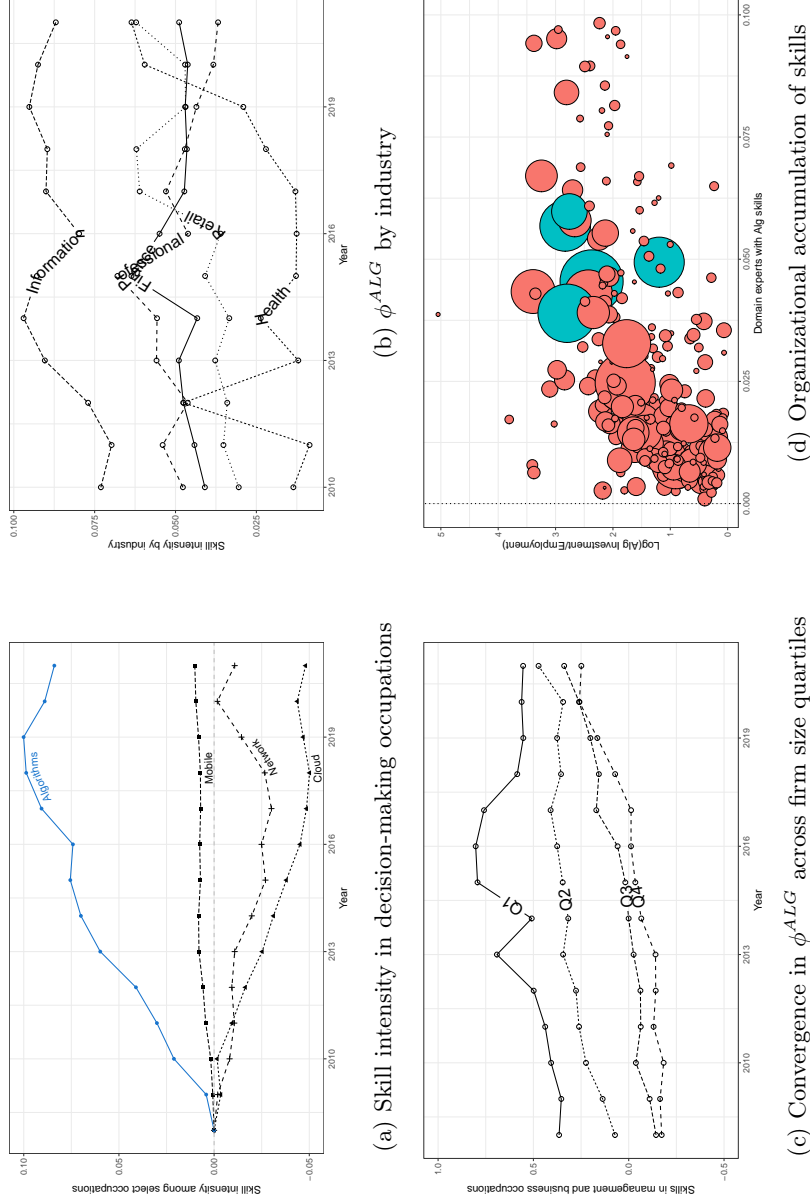 Skill intensity among select occupations
0.10
0.05
0.00
-0.05
Algorithms
Mobile
Network
Cloud
2010
2013
2016
2019
Year
(a) Skill intensity in decision-making occupations
Skill intensity by industry
0.100
0.075
0.050
0.025
Information
Professional
Finance
Retail
Health
2010
2013
2016
2019
Year
(b) ϕ^ALG by industry
Skills in management and business occupations
1.0
0.5
0.0
-0.5
Q1
Q2
Q3
Q4
2010
2013
2016
2019
Year
(c) Convergence in ϕ^ALG across firm size quartiles
Log(Alg Investment/Employment)
5
4
3
2
1
0
0.000
0.025
0.050
0.075
0.100
Domain experts with Alg skills
(d) Organizational accumulation of skills